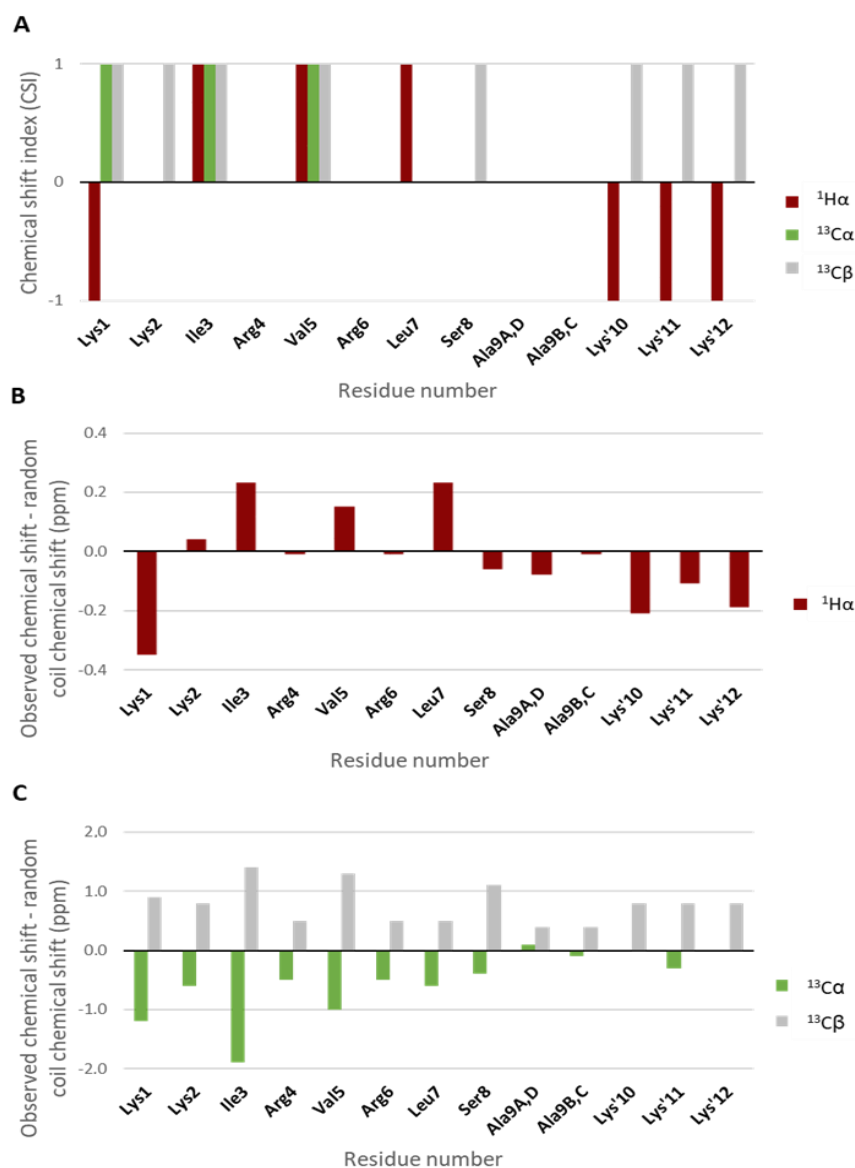 A
Chemical shift index (CSI)
1
0
-1
Lys1
Lys2
Ile3
Arg4
Val5
Arg6
Leu7
Ser8
Ala9A,D
Ala9B,C
Lys'10
Lys'11
Lys'12
Residue number
¹Hα
¹³Cα
¹³Cβ
B
Observed chemical shift - random
coil chemical shift (ppm)
0.4
0.2
0.0
-0.2
-0.4
Lys1
Lys2
Ile3
Arg4
Val5
Arg6
Leu7
Ser8
Ala9A,D
Ala9B,C
Lys'10
Lys'11
Lys'12
Residue number
¹Hα
C
Observed chemical shift - random
coil chemical shift (ppm)
2.0
1.0
0.0
-1.0
-2.0
Lys1
Lys2
Ile3
Arg4
Val5
Arg6
Leu7
Ser8
Ala9A,D
Ala9B,C
Lys'10
Lys'11
Lys'12
Residue number
¹³Cα
¹³Cβ